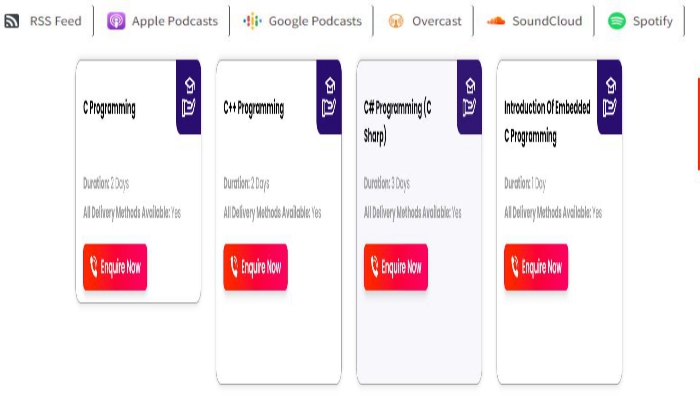 RSS Feed Apple Podcasts Google Podcasts Overcast SoundCloud Spotify
C Programming
Duration: 2 Days
All Delivery Methods Available: Yes
Enquire Now
C++ Programming
Duration: 2 Days
All Delivery Methods Available: Yes
Enquire Now
C# Programming (C
Sharp)
Duration: 3 Days
All Delivery Methods Available: Yes
Enquire Now
Introduction Of Embedded
C Programming
Duration: 1 Day
All Delivery Methods Available: Yes
Enquire Now